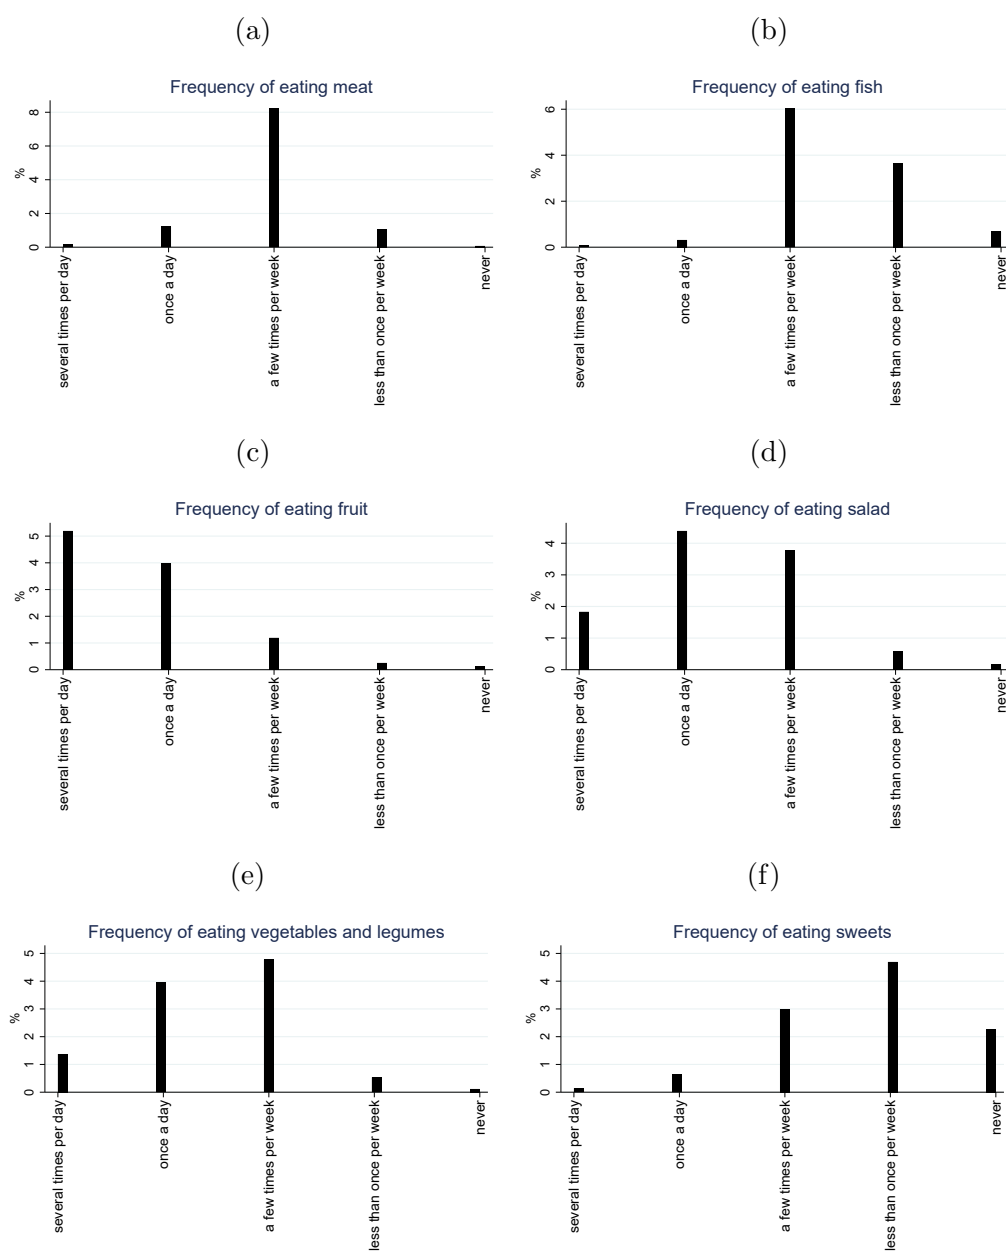 (a)
Frequency of eating meat
%
8
6
4
2
0
several times per day
once a day
a few times per week
less than once per week
never
(b)
Frequency of eating fish
%
6
4
2
0
several times per day
once a day
a few times per week
less than once per week
never
(c)
Frequency of eating fruit
%
5
4
3
2
1
0
several times per day
once a day
a few times per week
less than once per week
never
(d)
Frequency of eating salad
%
4
3
2
1
0
several times per day
once a day
a few times per week
less than once per week
never
(e)
Frequency of eating vegetables and legumes
%
5
4
3
2
1
0
several times per day
once a day
a few times per week
less than once per week
never
(f)
Frequency of eating sweets
%
5
4
3
2
1
0
several times per day
once a day
a few times per week
less than once per week
never